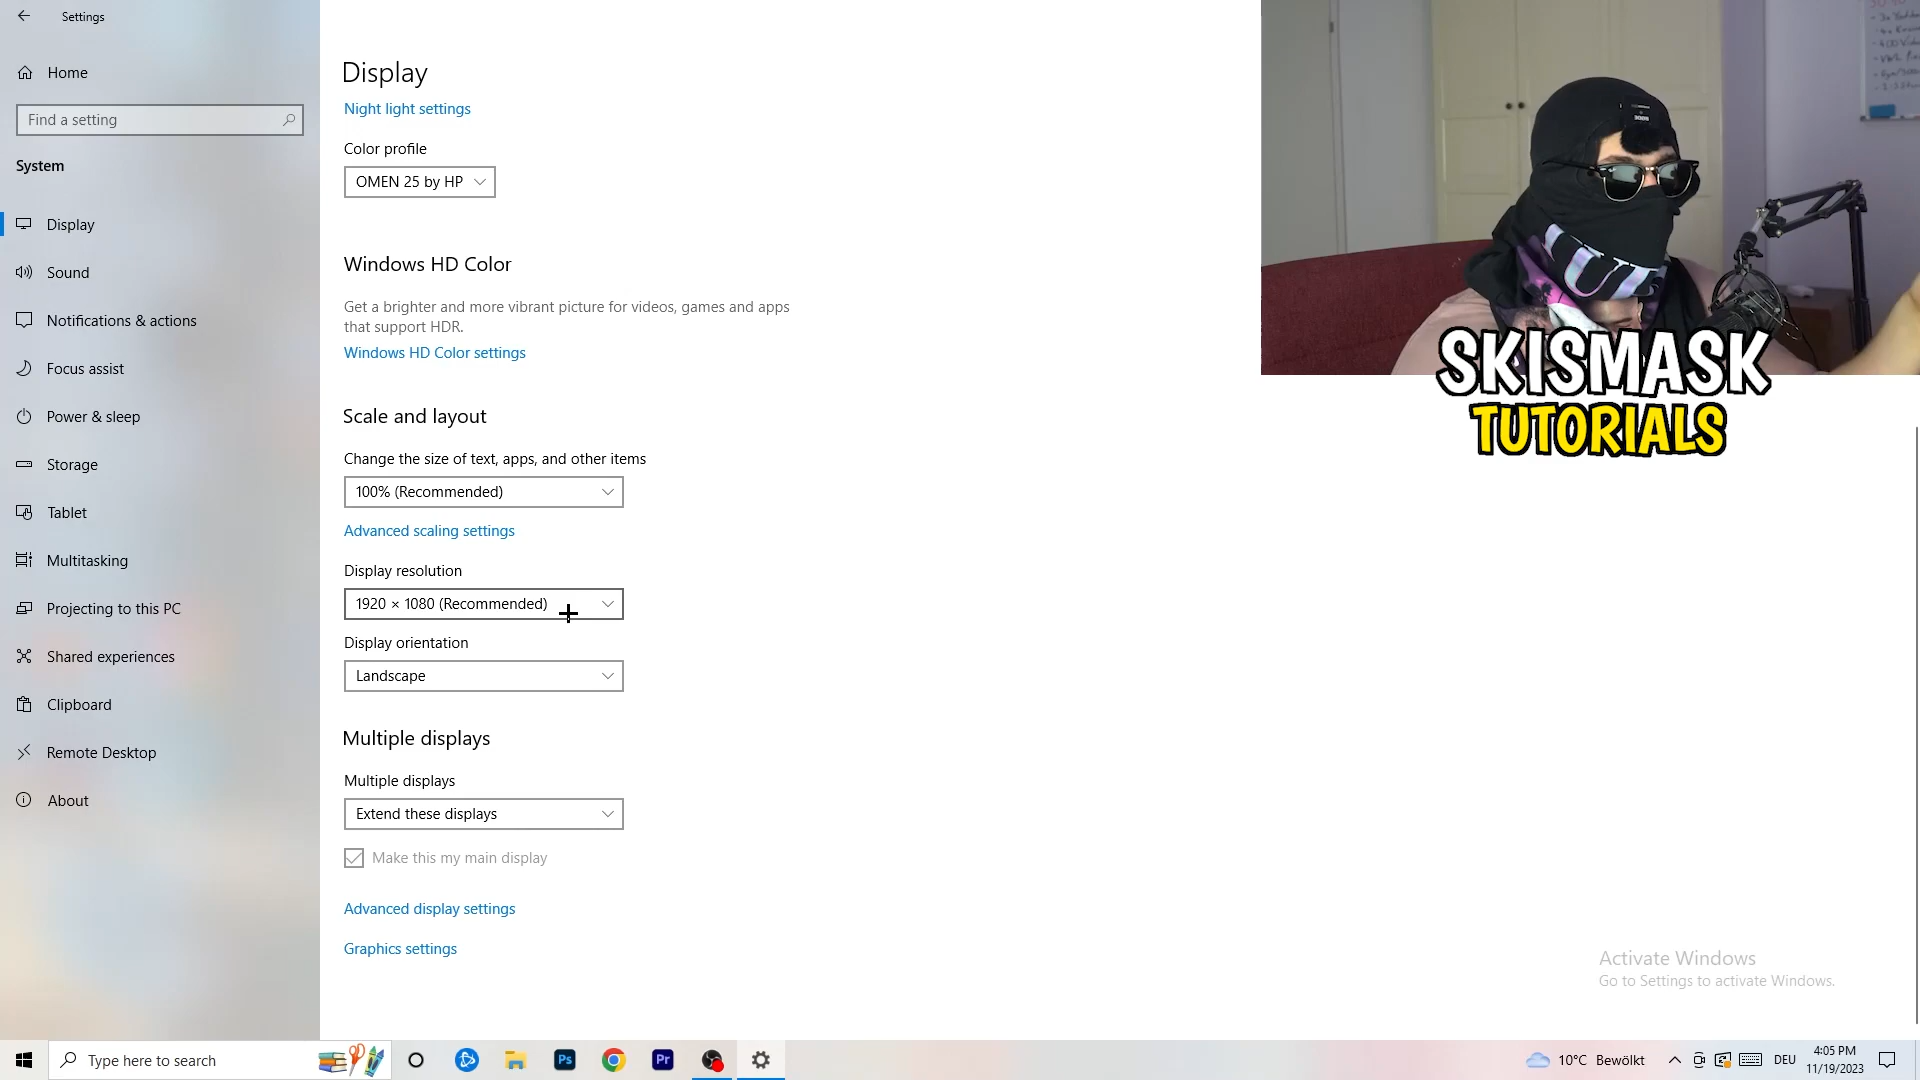 Settings
Home
Find a setting
System
Display
Sound
Notifications & actions
Focus assist
Power & sleep
Storage
Tablet
Multitasking
Projecting to this PC
Shared experiences
Clipboard
Remote Desktop
About
Display
Night light settings
Color profile
OMEN 25 by HP
Windows HD Color
Get a brighter and more vibrant picture for videos, games and apps
that support HDR.
Windows HD Color settings
Scale and layout
Change the size of text, apps, and other items
100% (Recommended)
Advanced scaling settings
Display resolution
1920 × 1080 (Recommended)
Display orientation
Landscape
Multiple displays
Multiple displays
Extend these displays
Make this my main display
Advanced display settings
Graphics settings
SKISMASK
TUTORIALS
Activate Windows
Go to Settings to activate Windows.
Type here to search
Ps
Pr
10°C Bewölkt
DEU
4:05 PM
11/19/2023